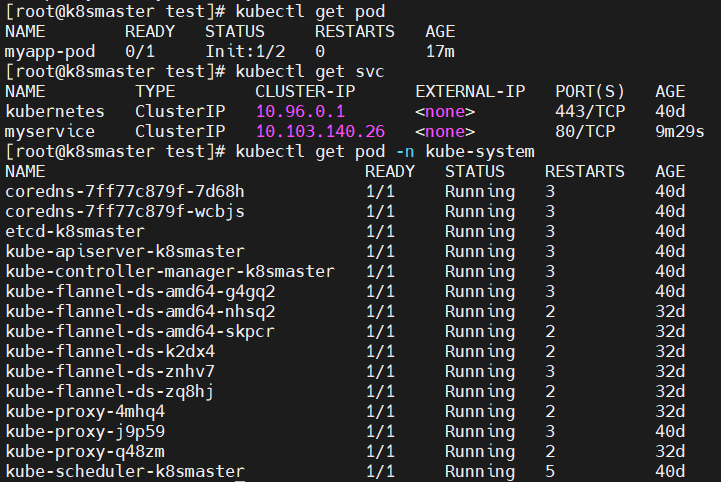 [root@k8smaster test]# kubectl get pod
NAME READY STATUS RESTARTS AGE
myapp-pod 0/1 Init:1/2 0 17m
[root@k8smaster test]# kubectl get svc
NAME TYPE CLUSTER-IP EXTERNAL-IP PORT(S) AGE
kubernetes ClusterIP 10.96.0.1 <none> 443/TCP 40d
myservice ClusterIP 10.103.140.26 <none> 80/TCP 9m29s
[root@k8smaster test]# kubectl get pod -n kube-system
NAME READY STATUS RESTARTS AGE
coredns-7ff77c879f-7d68h 1/1 Running 3 40d
coredns-7ff77c879f-wcbjs 1/1 Running 3 40d
etcd-k8smaster 1/1 Running 3 40d
kube-apiserver-k8smaster 1/1 Running 3 40d
kube-controller-manager-k8smaster 1/1 Running 3 40d
kube-flannel-ds-amd64-g4gq2 1/1 Running 3 40d
kube-flannel-ds-amd64-nhsq2 1/1 Running 2 32d
kube-flannel-ds-amd64-skpcr 1/1 Running 2 32d
kube-flannel-ds-k2dx4 1/1 Running 2 32d
kube-flannel-ds-znhv7 1/1 Running 3 32d
kube-flannel-ds-zq8hj 1/1 Running 2 32d
kube-proxy-4mhq4 1/1 Running 2 32d
kube-proxy-j9p59 1/1 Running 3 40d
kube-proxy-q48zm 1/1 Running 2 32d
kube-scheduler-k8smaster 1/1 Running 5 40d